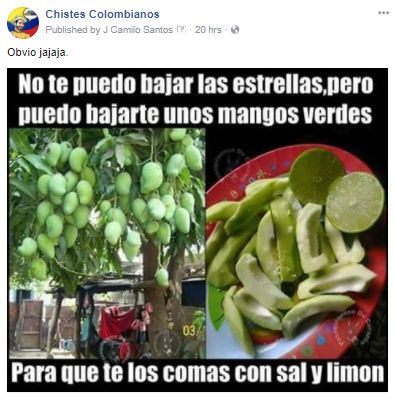 Chistes Colombianos
Published by J Camilo Santos [?] · 20 hrs ·
Obvio jajaja.
No te puedo bajar las estrellas,pero
puedo bajarte unos mangos verdes
03/
Para que te los comas con sal y limon